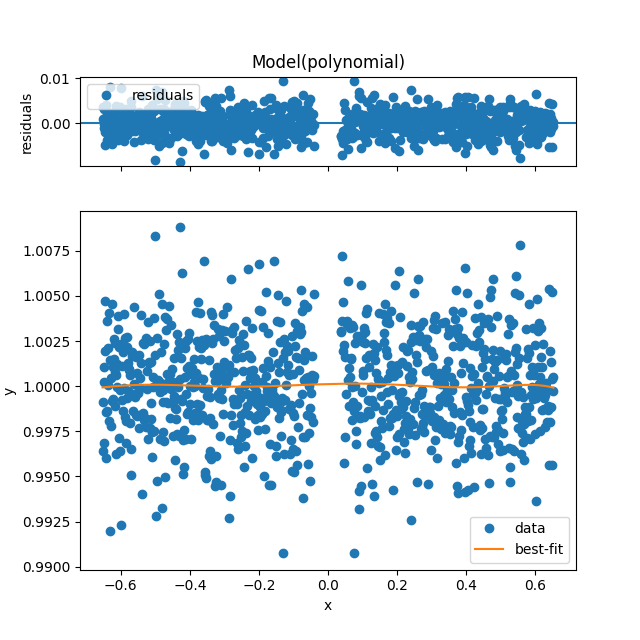 Model(polynomial)
0.01
0.00
residuals
residuals
1.0075
1.0050
1.0025
1.0000
0.9975
0.9950
0.9925
0.9900
y
data
best-fit
−0.6 −0.4 −0.2 0.0 0.2 0.4 0.6
x